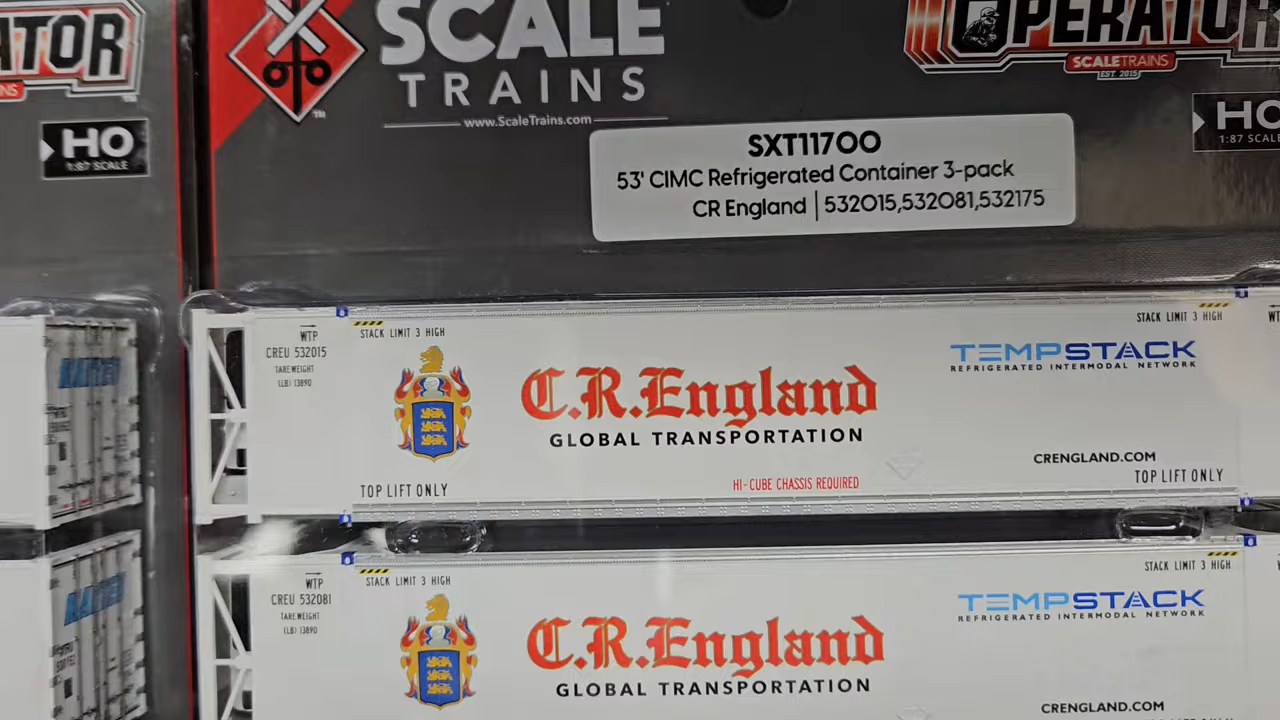 ATOR
NS
HO
1:87 SCALE
SCALE
TRAINS
TM
www.ScaleTrains.com
OPERATOR
SCALETRAINS
EST. 2015
HO
1:87 SCALE
SXT11700
53' CIMC Refrigerated Container 3-pack
CR England | 532015,532081,532175
WTP
CREU 532015
TAREWEIGHT
(LB) 13890
STACK LIMIT 3 HIGH
STACK LIMIT 3 HIGH
TEMPSTACK
REFRIGERATED INTERMODAL NETWORK
C.R.England
GLOBAL TRANSPORTATION
CRENGLAND.COM
TOP LIFT ONLY
HI-CUBE CHASSIS REQUIRED
TOP LIFT ONLY
WTP
CREU 532081
TAREWEIGHT
(LB) 13890
STACK LIMIT 3 HIGH
STACK LIMIT 3 HIGH
TEMPSTACK
REFRIGERATED INTERMODAL NETWORK
C.R.England
GLOBAL TRANSPORTATION
CRENGLAND.COM